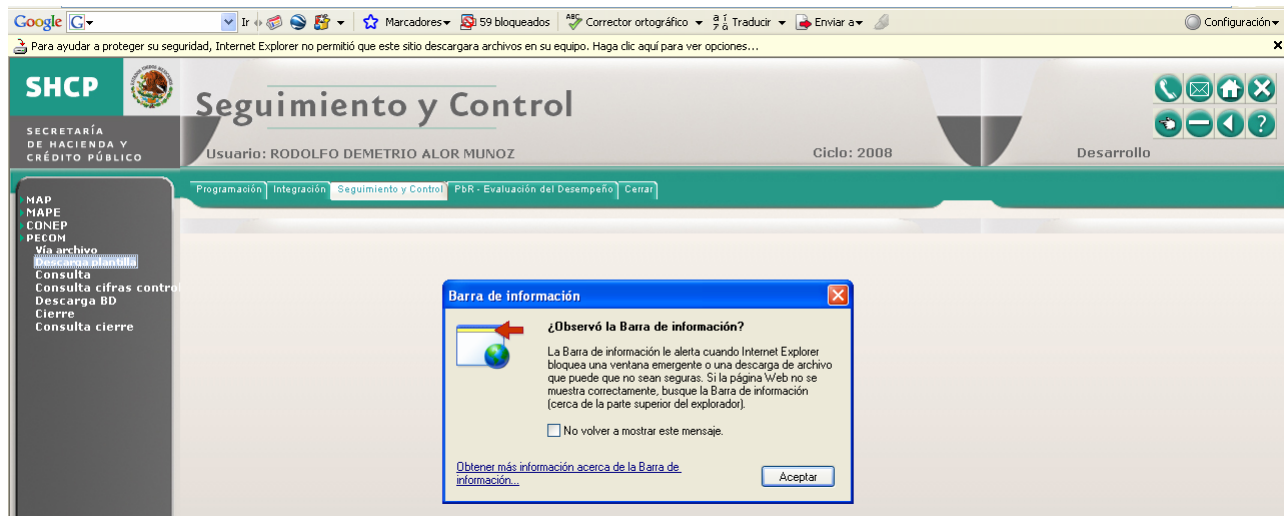 Google G Ir Marcadores 59 bloqueados ABC Corrector ortográfico Traducir Enviar a Configuración
Para ayudar a proteger su seguridad, Internet Explorer no permitió que este sitio descargara archivos en su equipo. Haga clic aquí para ver opciones...
SHCP
SECRETARÍA
DE HACIENDA Y
CRÉDITO PÚBLICO
Seguimiento y Control
Usuario: RODOLFO DEMETRIO ALOR MUNOZ Ciclo: 2008 Desarrollo
Programación Integración Seguimiento y Control PbR - Evaluación del Desempeño Cerrar
MAP
MAPE
CONEP
PECOM
Vía archivo
Descarga plantilla
Consulta
Consulta cifras contro
Descarga BD
Cierre
Consulta cierre
Barra de información
¿Observó la Barra de información?
La Barra de información le alerta cuando Internet Explorer
bloquea una ventana emergente o una descarga de archivo
que puede que no sean seguras. Si la página Web no se
muestra correctamente, busque la Barra de información
(cerca de la parte superior del explorador).
No volver a mostrar este mensaje.
Obtener más información acerca de la Barra de
información...
Aceptar